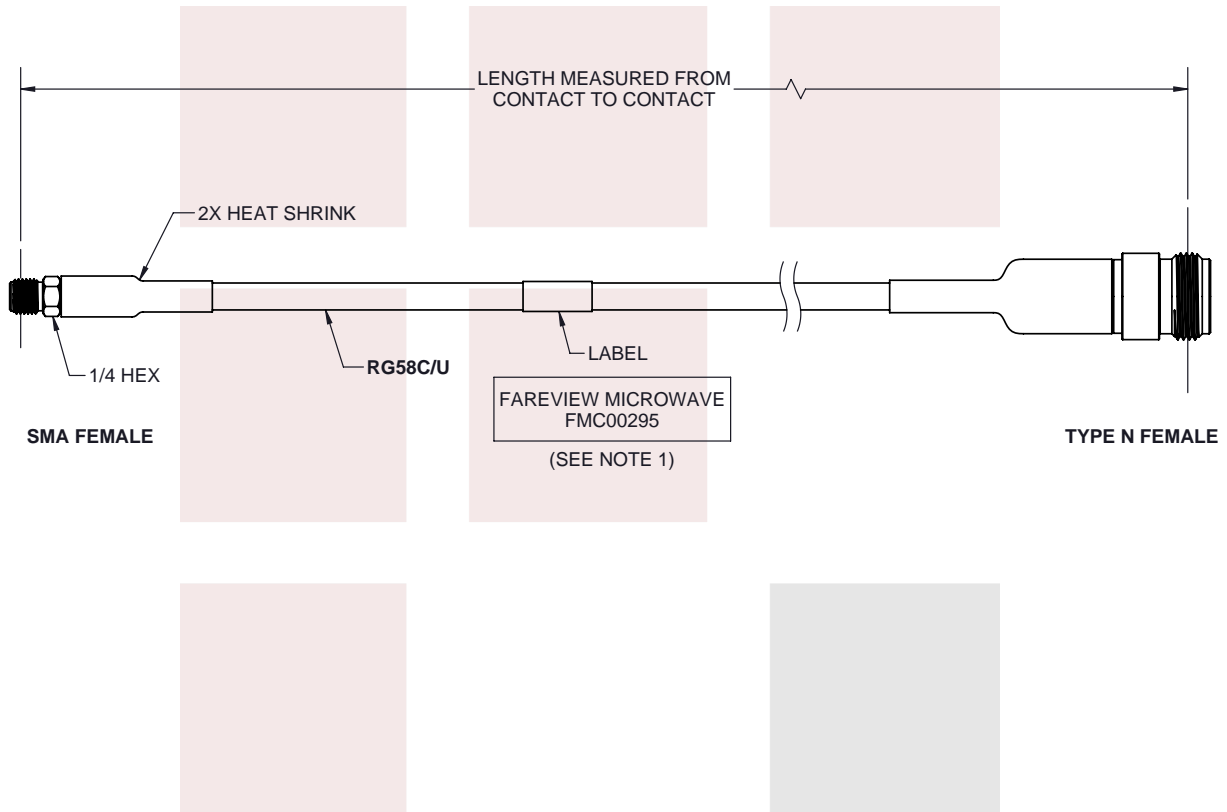 LENGTH MEASURED FROM
CONTACT TO CONTACT
2X HEAT SHRINK
1/4 HEX
RG58C/U
LABEL
FAREVIEW MICROWAVE
FMC00295
(SEE NOTE 1)
SMA FEMALE
TYPE N FEMALE